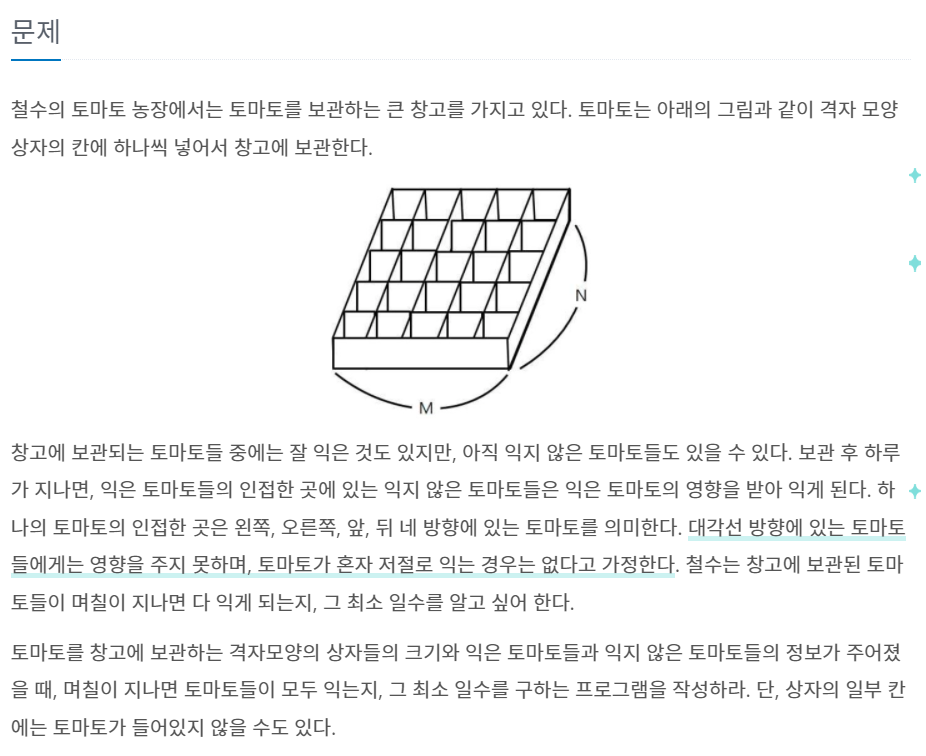 문제
철수의 토마토 농장에서는 토마토를 보관하는 큰 창고를 가지고 있다. 토마토는 아래의 그림과 같이 격자 모양
상자의 칸에 하나씩 넣어서 창고에 보관한다.
N
M
창고에 보관되는 토마토들 중에는 잘 익은 것도 있지만, 아직 익지 않은 토마토들도 있을 수 있다. 보관 후 하루
가 지나면, 익은 토마토들의 인접한 곳에 있는 익지 않은 토마토들은 익은 토마토의 영향을 받아 익게 된다. 하
나의 토마토의 인접한 곳은 왼쪽, 오른쪽, 앞, 뒤 네 방향에 있는 토마토를 의미한다. 대각선 방향에 있는 토마토
들에게는 영향을 주지 못하며, 토마토가 혼자 저절로 익는 경우는 없다고 가정한다. 철수는 창고에 보관된 토마
토들이 며칠이 지나면 다 익게 되는지, 그 최소 일수를 알고 싶어 한다.
토마토를 창고에 보관하는 격자모양의 상자들의 크기와 익은 토마토들과 익지 않은 토마토들의 정보가 주어졌
을 때, 며칠이 지나면 토마토들이 모두 익는지, 그 최소 일수를 구하는 프로그램을 작성하라. 단, 상자의 일부 칸
에는 토마토가 들어있지 않을 수도 있다.